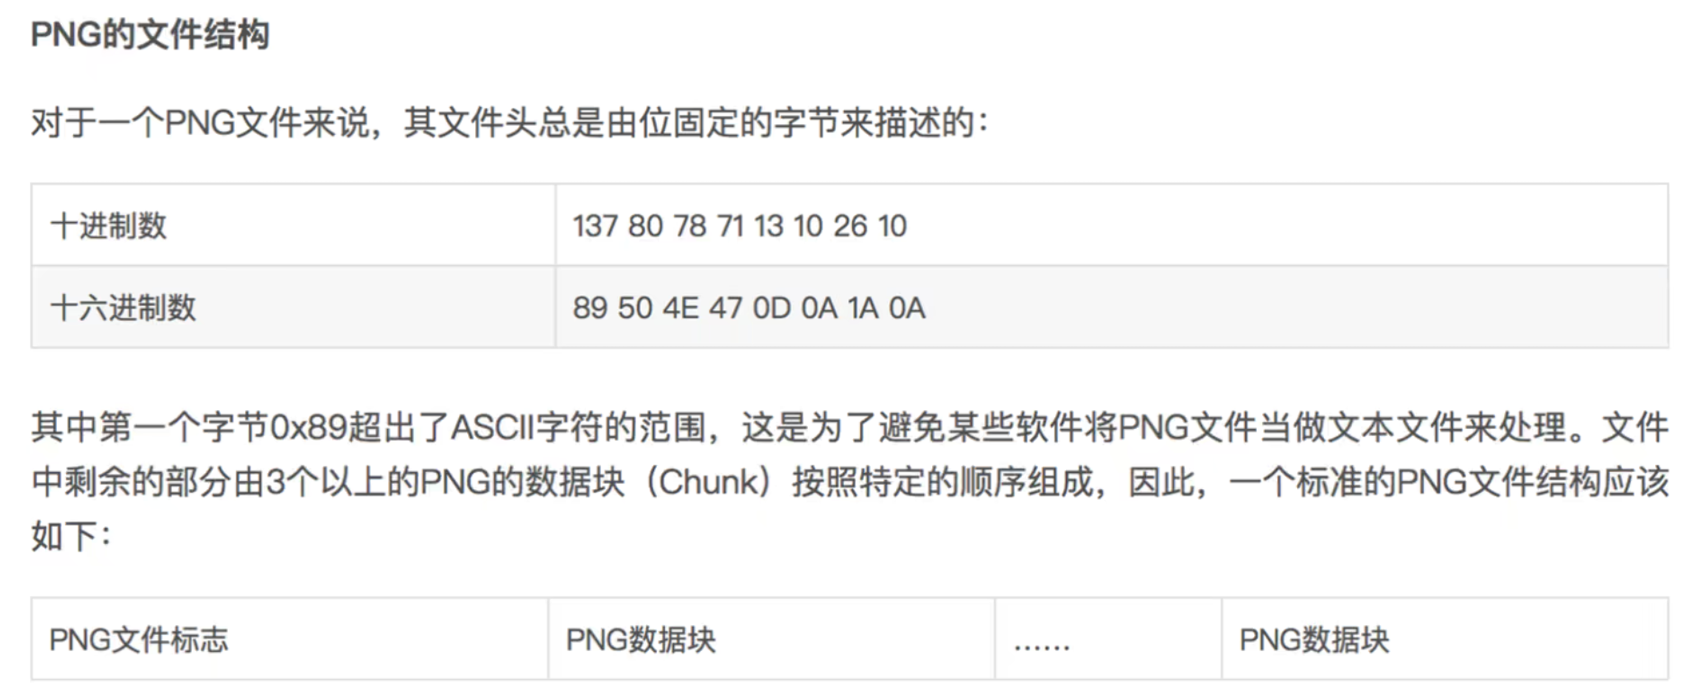 PNG的文件结构
对于一个PNG文件来说，其文件头总是由位固定的字节来描述的：
十进制数 137 80 78 71 13 10 26 10
十六进制数 89 50 4E 47 0D 0A 1A 0A
其中第一个字节0x89超出了ASCII字符的范围，这是为了避免某些软件将PNG文件当做文本文件来处理。文件
中剩余的部分由3个以上的PNG的数据块（Chunk）按照特定的顺序组成，因此，一个标准的PNG文件结构应该
如下：
PNG文件标志 PNG数据块 …… PNG数据块